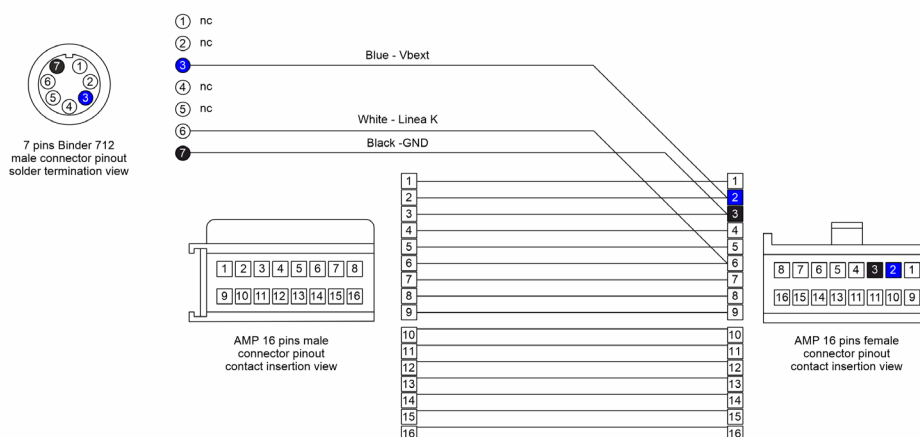 1 nc
2 nc
3
4 nc
5 nc
6
7
Blue - Vbext
White - Linea K
Black -GND
7 1
6 2
5 4 3
7 pins Binder 712
male connector pinout
solder termination view
1 1
2 2
3 3
4 4
5 5
6 6
7 7
8 8
9 9
10 10
11 11
12 12
13 13
14 14
15 15
16 16
1 2 3 4 5 6 7 8
9 10 11 12 13 14 15 16
AMP 16 pins male
connector pinout
contact insertion view
8 7 6 5 4 3 2 1
16 15 14 13 11 11 10 9
AMP 16 pins female
connector pinout
contact insertion view